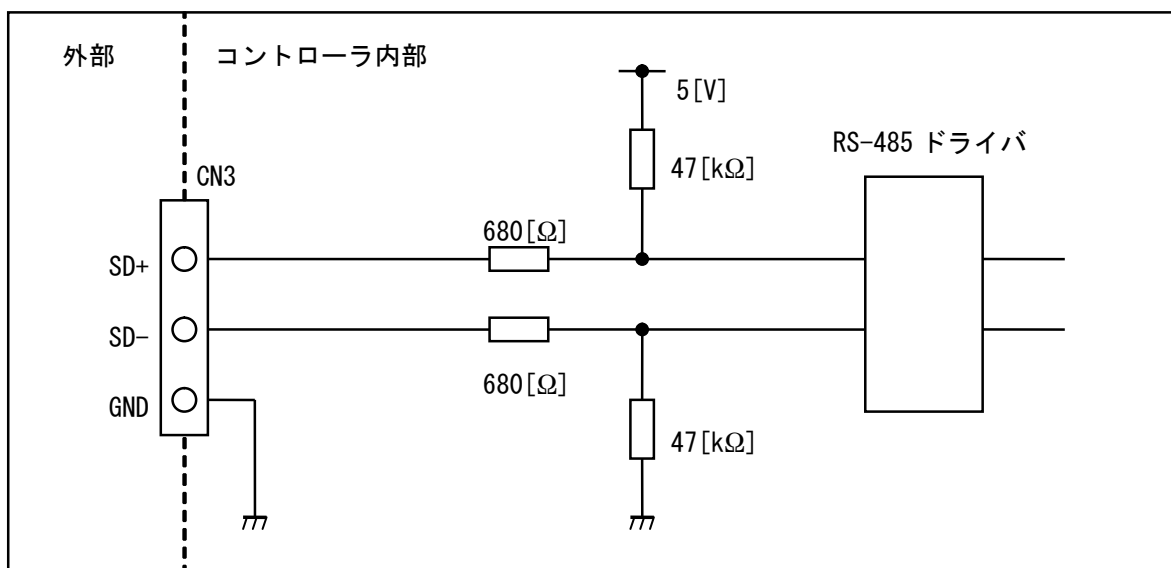 外部
コントローラ内部
5[V]
RS-485 ドライバ
47[kΩ]
CN3
680[Ω]
SD+
SD-
680[Ω]
GND
47[kΩ]